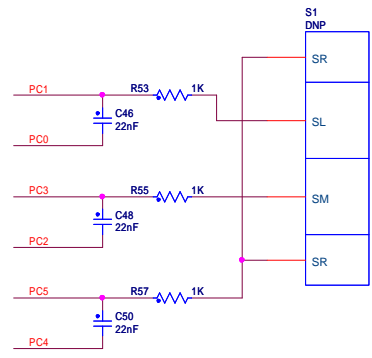 S1
DNP
SR
PC1
R53 1K
C46
22nF
SL
PC0
PC3
R55 1K
SM
C48
22nF
PC2
SR
PC5
R57 1K
C50
22nF
PC4